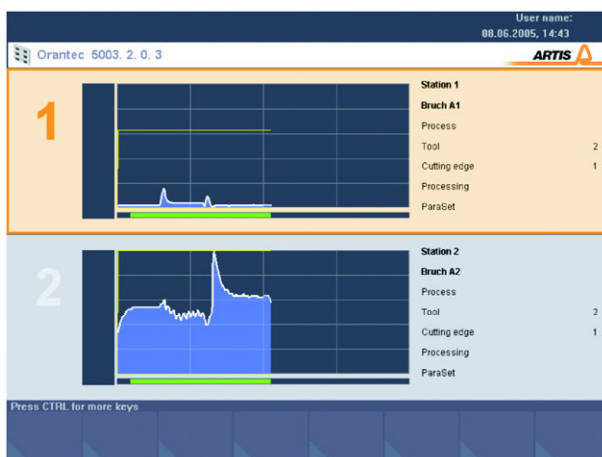 User name:
08.06.2005, 14:43
Orantec 5003. 2. 0. 3
ARTIS
1
Station 1
Bruch A1
Process
Tool 2
Cutting edge 1
Processing
ParaSet
2
Station 2
Bruch A2
Process
Tool 2
Cutting edge 1
Processing
ParaSet
Press CTRL for more keys